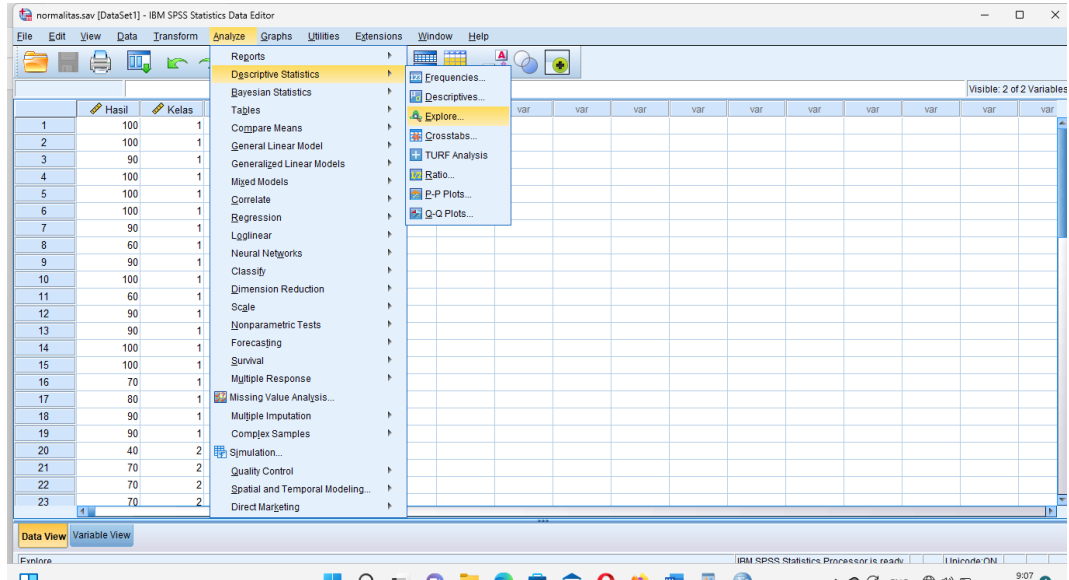 normalitas.sav [DataSet1] - IBM SPSS Statistics Data Editor
File Edit View Data Transform Analyze Graphs Utilities Extensions Window Help
Visible: 2 of 2 Variables
Hasil Kelas var var var var var var var var var var
Reports
Descriptive Statistics
Bayesian Statistics
Tables
Compare Means
General Linear Model
Generalized Linear Models
Mixed Models
Correlate
Regression
Loglinear
Neural Networks
Classify
Dimension Reduction
Scale
Nonparametric Tests
Forecasting
Survival
Multiple Response
Missing Value Analysis...
Multiple Imputation
Complex Samples
Simulation...
Quality Control
Spatial and Temporal Modeling...
Direct Marketing
Frequencies...
Descriptives...
Explore...
Crosstabs...
TURF Analysis
Ratio...
P-P Plots...
Q-Q Plots...
1 100 1
2 100 1
3 90 1
4 100 1
5 100 1
6 100 1
7 90 1
8 60 1
9 90 1
10 100 1
11 60 1
12 90 1
13 90 1
14 100 1
15 100 1
16 70 1
17 80 1
18 90 1
19 90 1
20 40 2
21 70 2
22 70 2
23 70 2
Data View Variable View
Explore IBM SPSS Statistics Processor is ready Unicode:ON
9:07